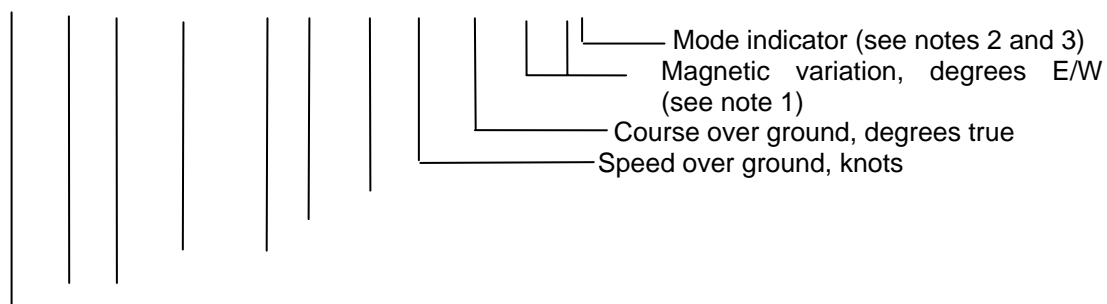 Mode indicator (see notes 2 and 3)
Magnetic variation, degrees E/W
(see note 1)
Course over ground, degrees true
Speed over ground, knots